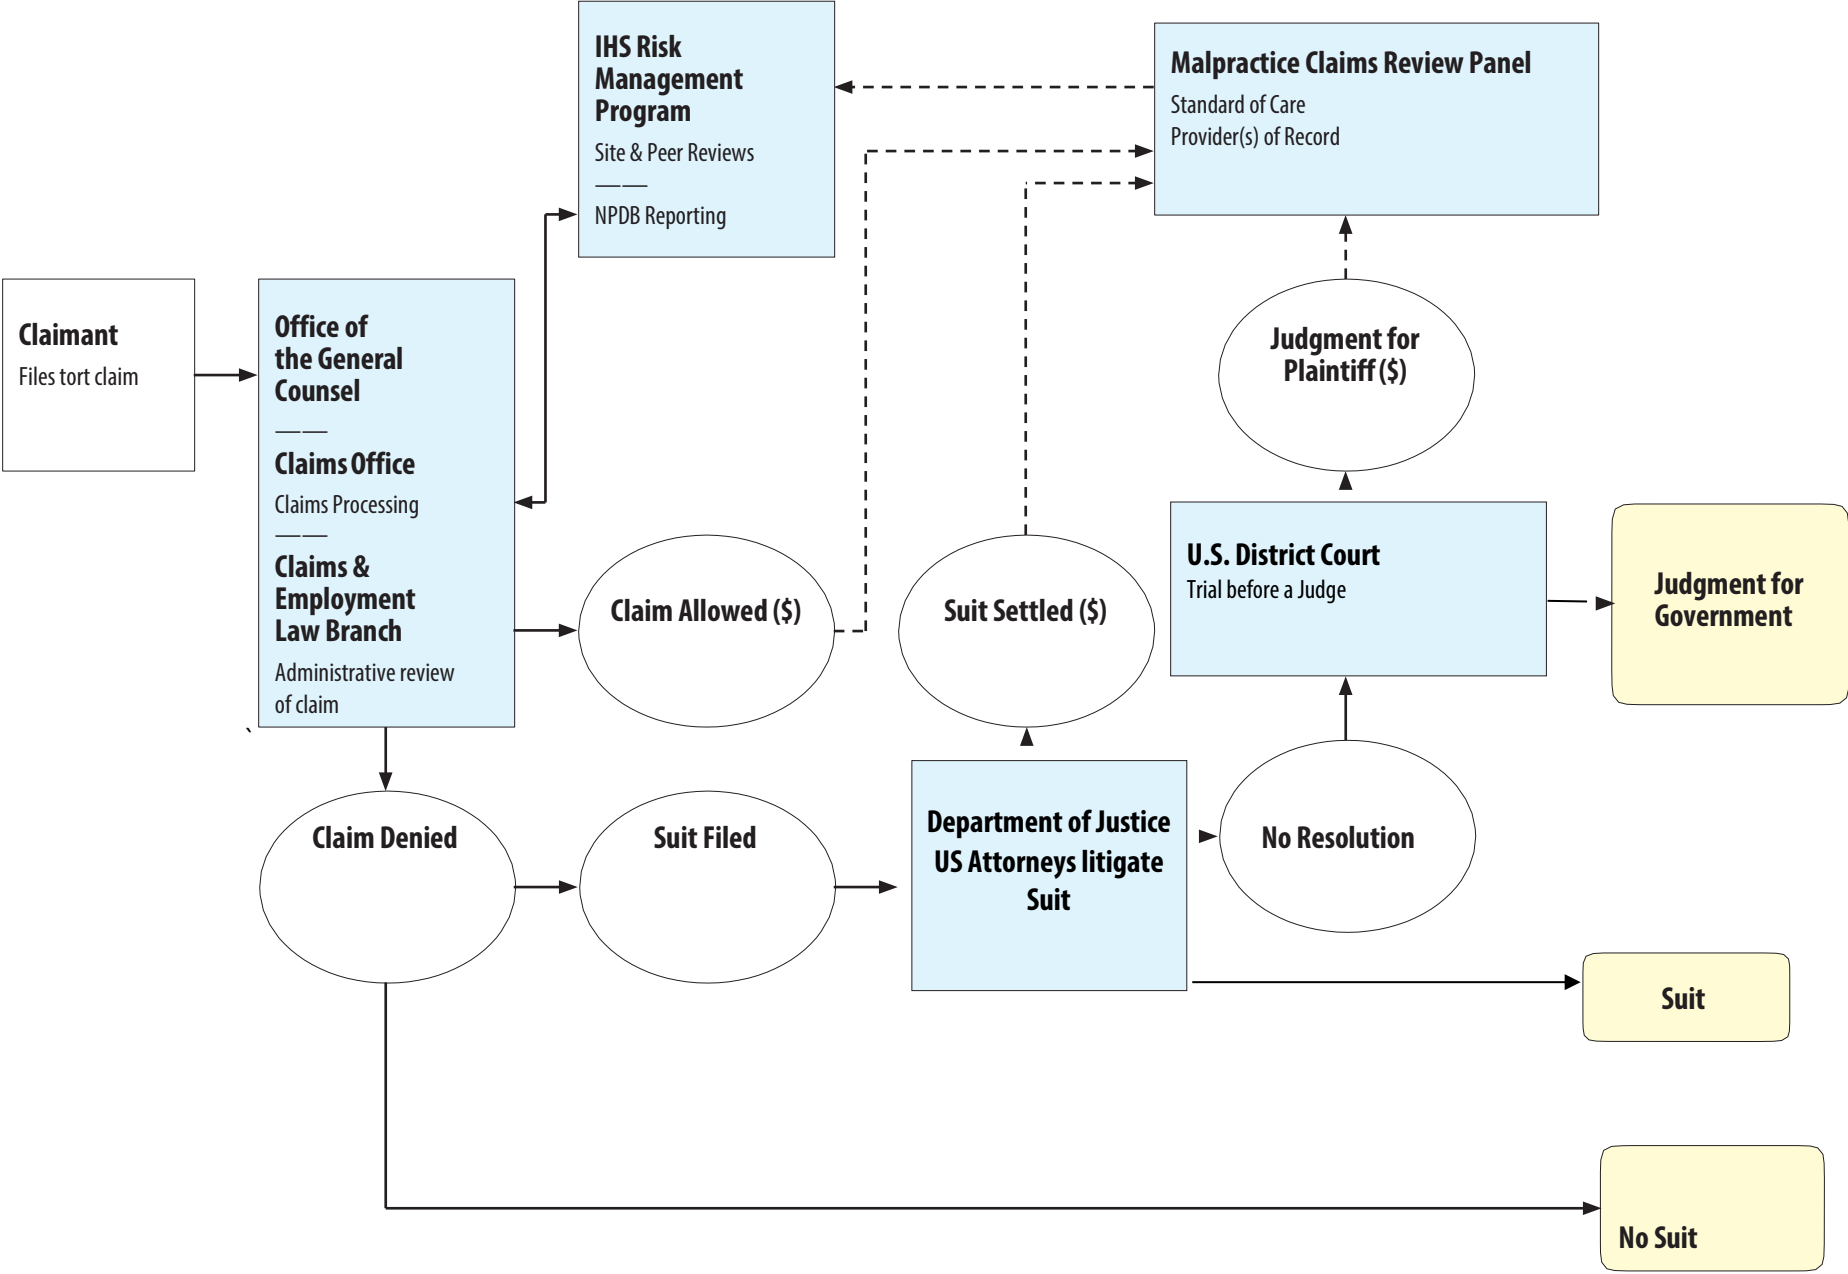 IHS Risk
Management
Program
Site & Peer Reviews
NPDB Reporting
Malpractice Claims Review Panel
Standard of Care
Provider(s) of Record
Claimant
Files tort claim
Office of
the General
Counsel
Claims Office
Claims Processing
Claims &
Employment
Law Branch
Administrative review
of claim
`
Judgment for
Plaintiff ($)
Claim Allowed ($)
Suit Settled ($)
U.S. District Court
Trial before a Judge
Judgment for
Government
Claim Denied
Suit Filed
Department of Justice
US Attorneys litigate
Suit
No Resolution
Suit
No Suit